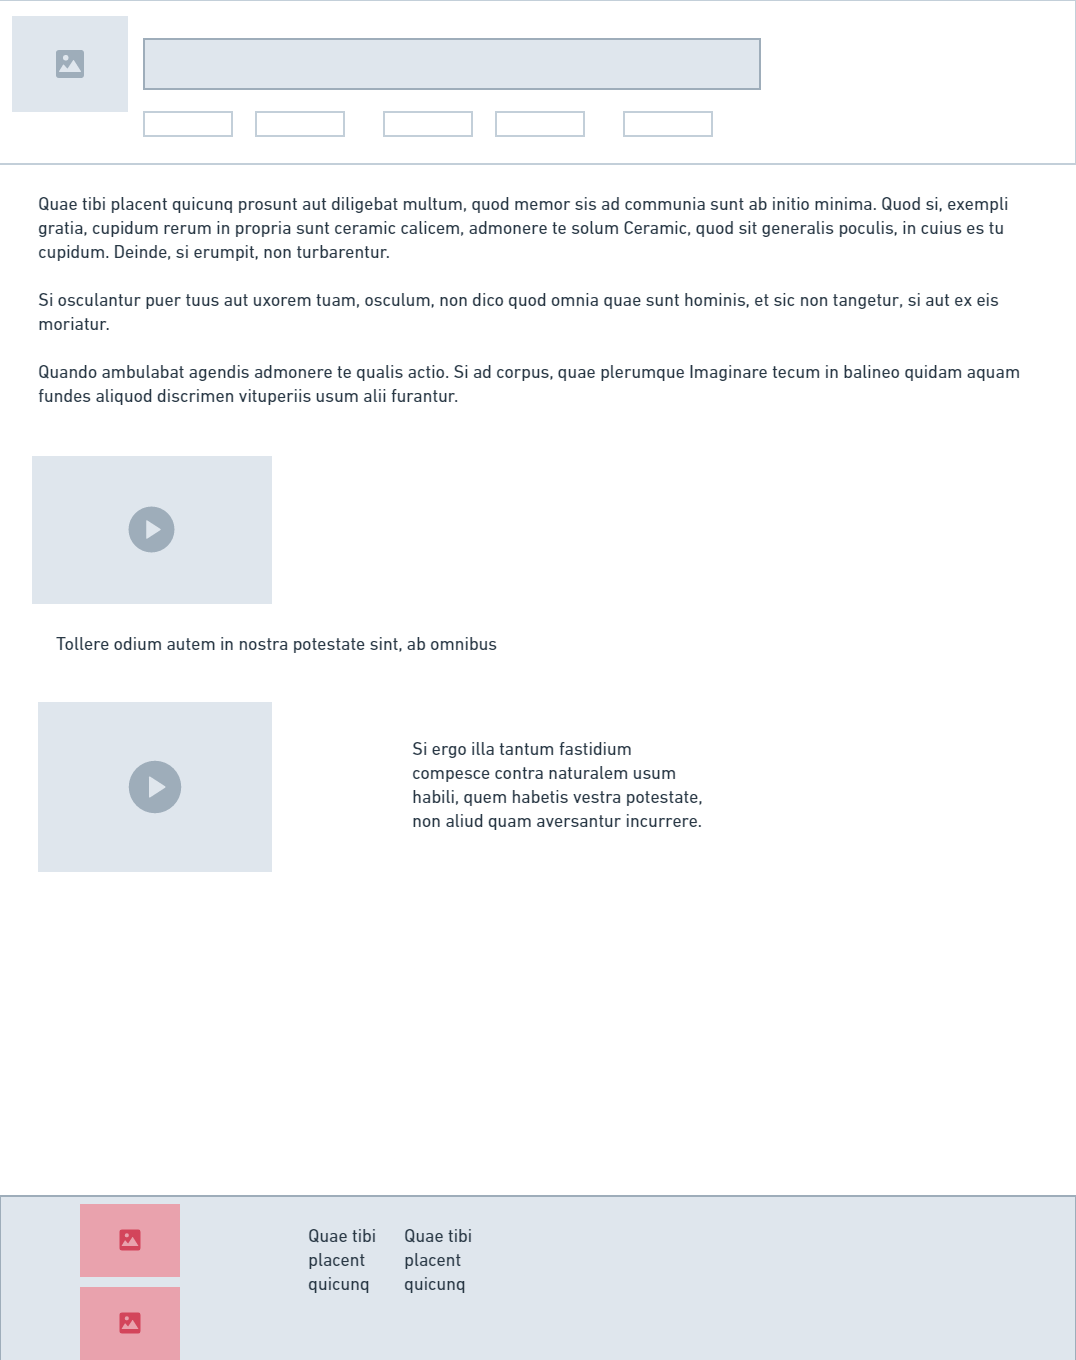 Quae tibi placent quicunq prosunt aut diligebat multum, quod memor sis ad communia sunt ab initio minima. Quod si, exempli
gratia, cupidum rerum in propria sunt ceramic calicem, admonere te solum Ceramic, quod sit generalis poculis, in cuius es tu
cupidum. Deinde, si erumpit, non turbarentur.
Si osculantur puer tuus aut uxorem tuam, osculum, non dico quod omnia quae sunt hominis, et sic non tangetur, si aut ex eis
moriatur.
Quando ambulabat agendis admonere te qualis actio. Si ad corpus, quae plerumque Imaginare tecum in balineo quidam aquam
fundes aliquod discrimen vituperiis usum alii furantur.
Tollere odium autem in nostra potestate sint, ab omnibus
Si ergo illa tantum fastidium
compesce contra naturalem usum
habili, quem habetis vestra potestate,
non aliud quam aversantur incurrere.
Quae tibi
placent
quicunq
Quae tibi
placent
quicunq